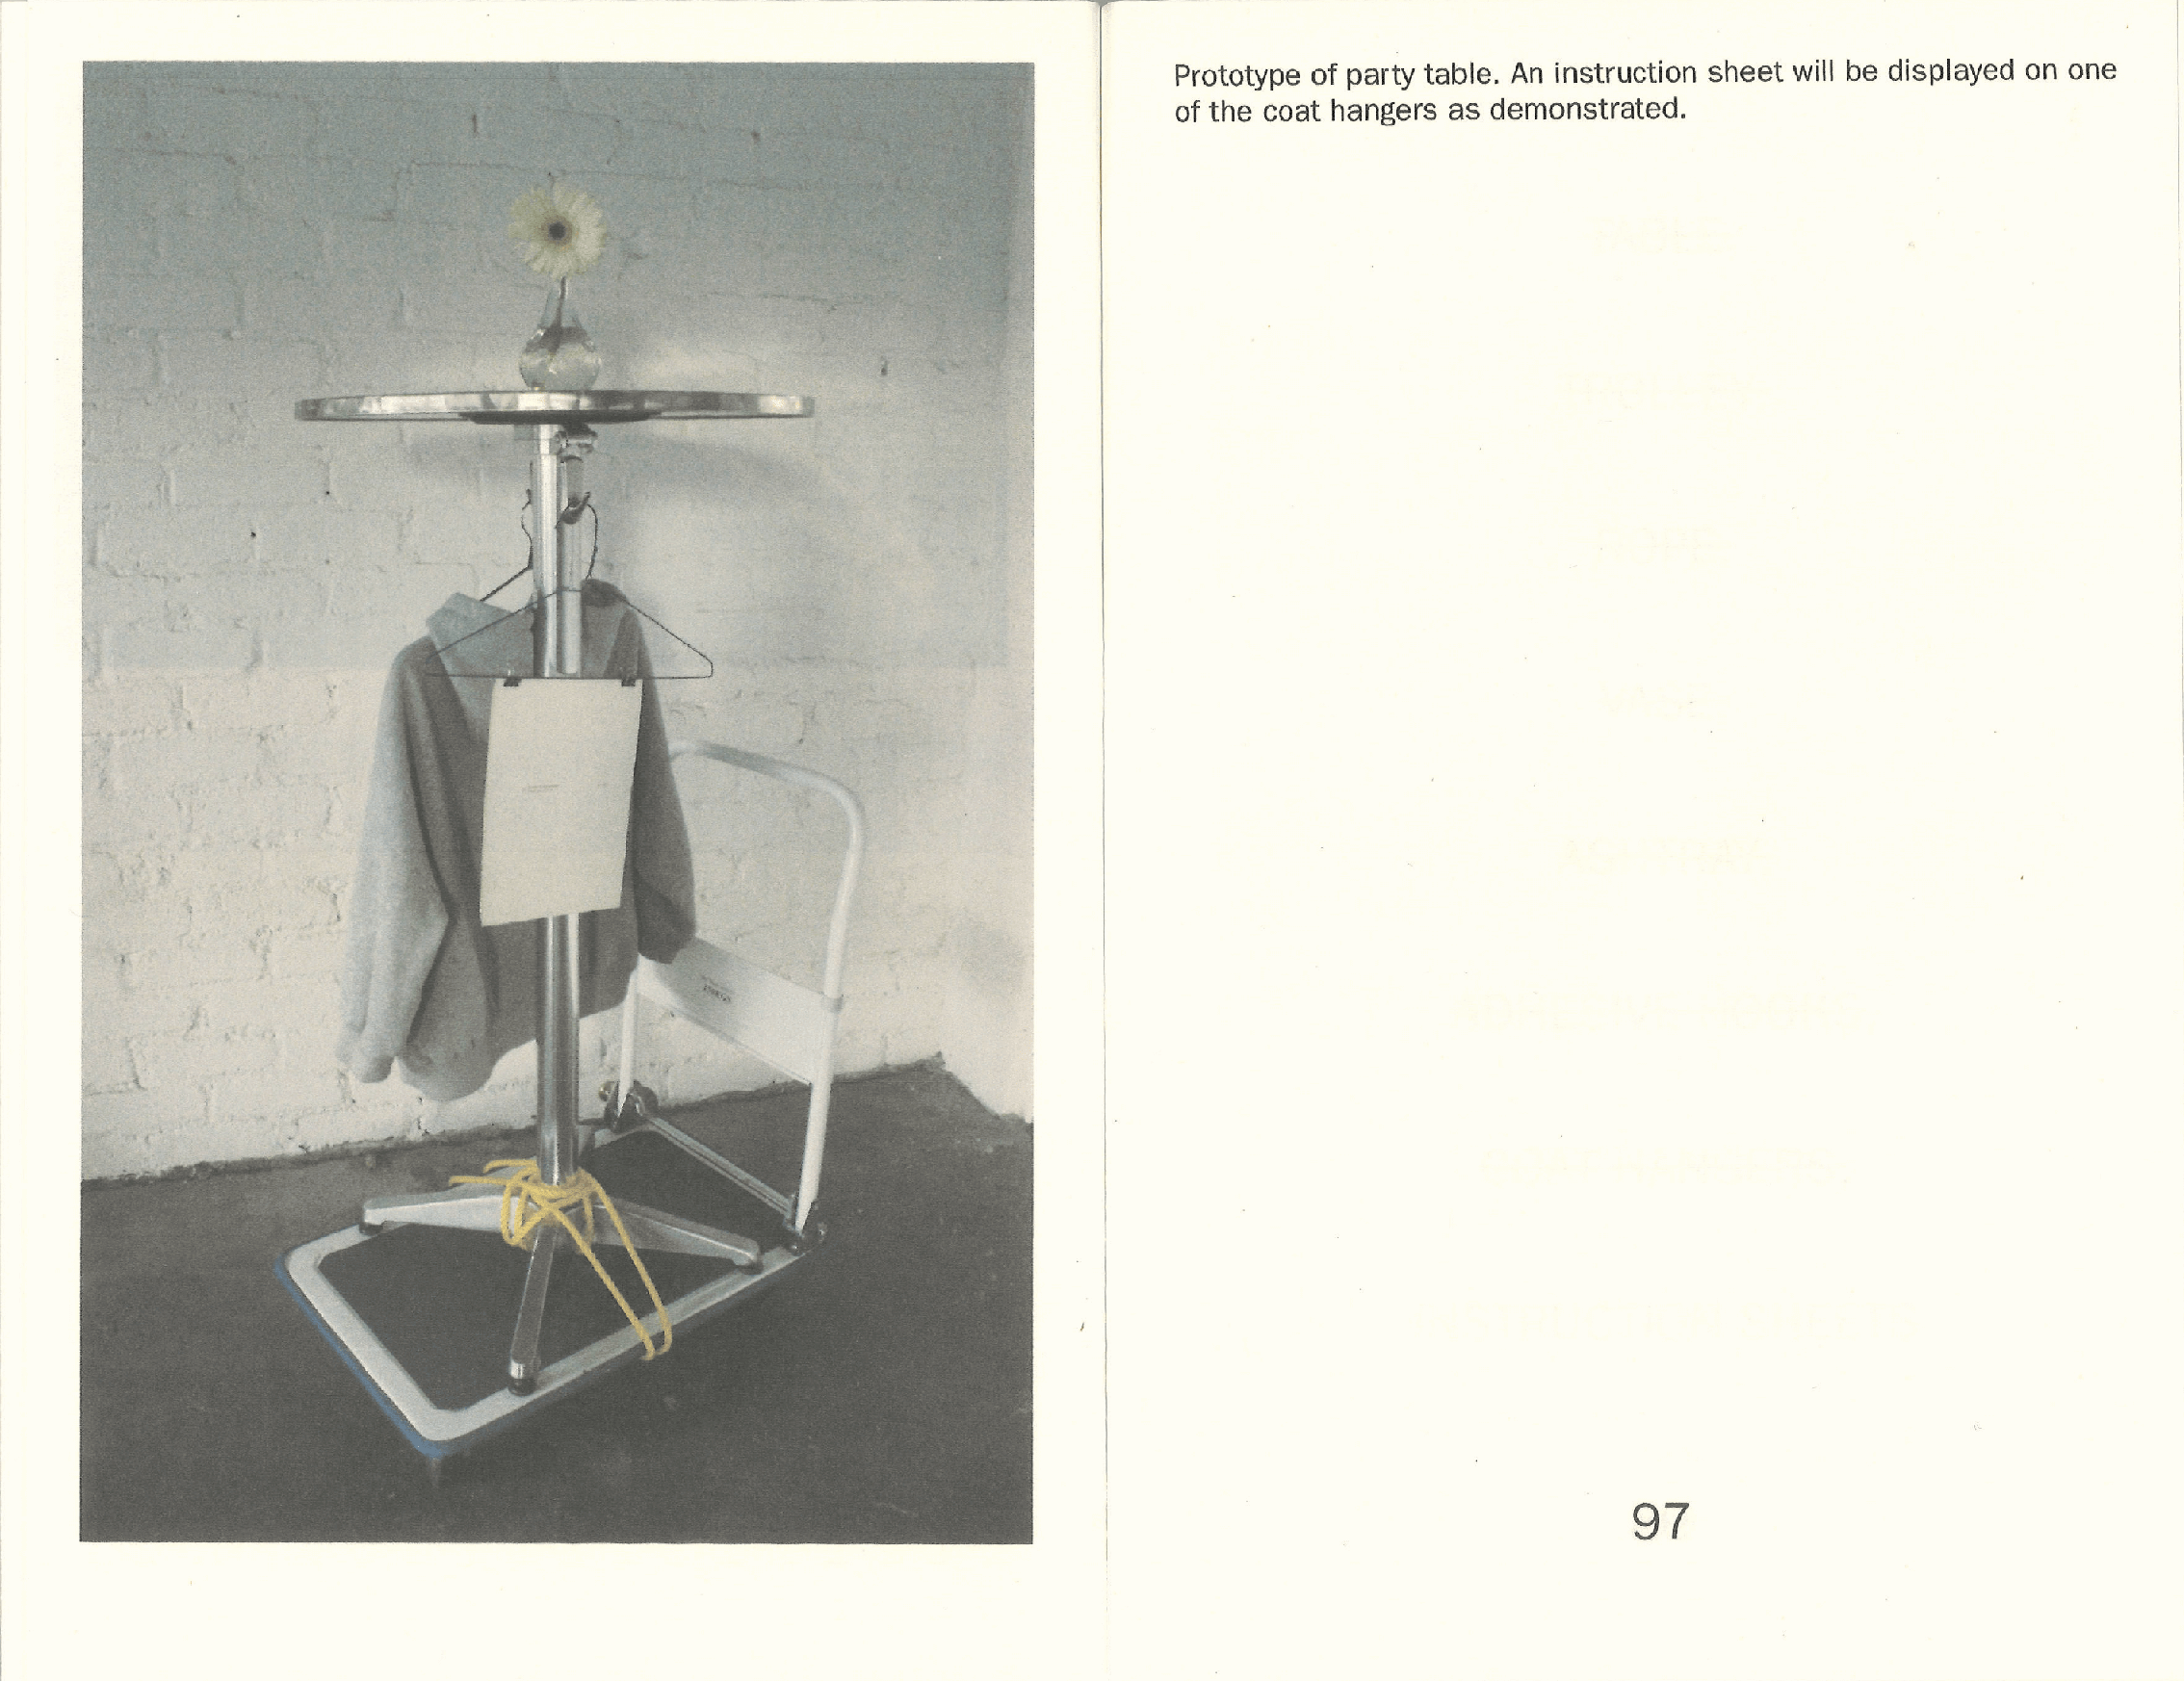 Prototype of party table. An instruction sheet will be displayed on one
of the coat hangers as demonstrated.
97